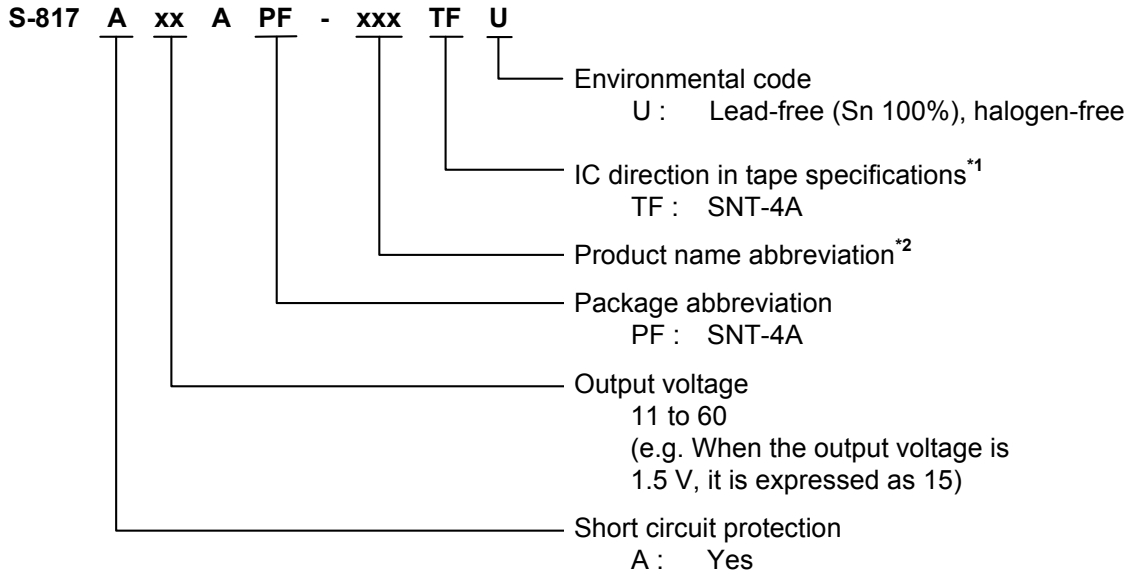 S-817 A xx A PF - xxx TF U
Environmental code
U : Lead-free (Sn 100%), halogen-free
IC direction in tape specifications*1
TF : SNT-4A
Product name abbreviation*2
Package abbreviation
PF : SNT-4A
Output voltage
11 to 60
(e.g. When the output voltage is
1.5 V, it is expressed as 15)
Short circuit protection
A : Yes